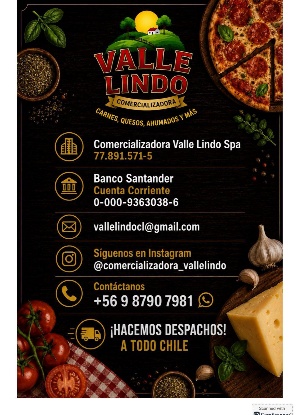 VALLE
LINDO
COMERCIALIZADORA
CARNES, QUESOS, AHUMADOS Y MÁS
Comercializadora Valle Lindo Spa
77.891.571-5
Banco Santander
Cuenta Corriente
0-000-9363038-6
vallelindocl@gmail.com
Síguenos en Instagram
@comercializadora_vallelindo
Contáctanos
+56 9 8790 7981
¡HACEMOS DESPACHOS!
A TODO CHILE
Scanned with